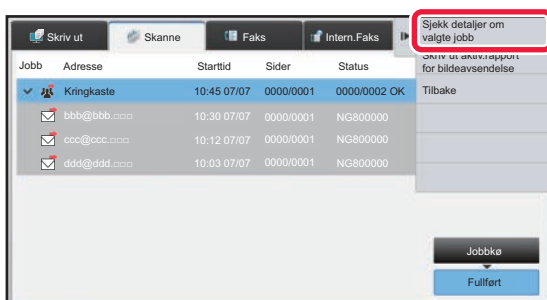 Skriv ut Skanne Faks Intern.Faks
Sjekk detaljer om
valgte jobb
Skriv ut aktiv.rapport
for bildeavsendelse
Tilbake
Jobb Adresse Starttid Sider Status
Kringkaste 10:45 07/07 0000/0001 0000/0002 OK
bbb@bbb.□□□ 10:30 07/07 0000/0001 NG800000
ccc@ccc.□□□ 10:12 07/07 0000/0001 NG800000
ddd@ddd.□□□ 10:03 07/07 0000/0001 NG800000
Jobbkø
Fullført